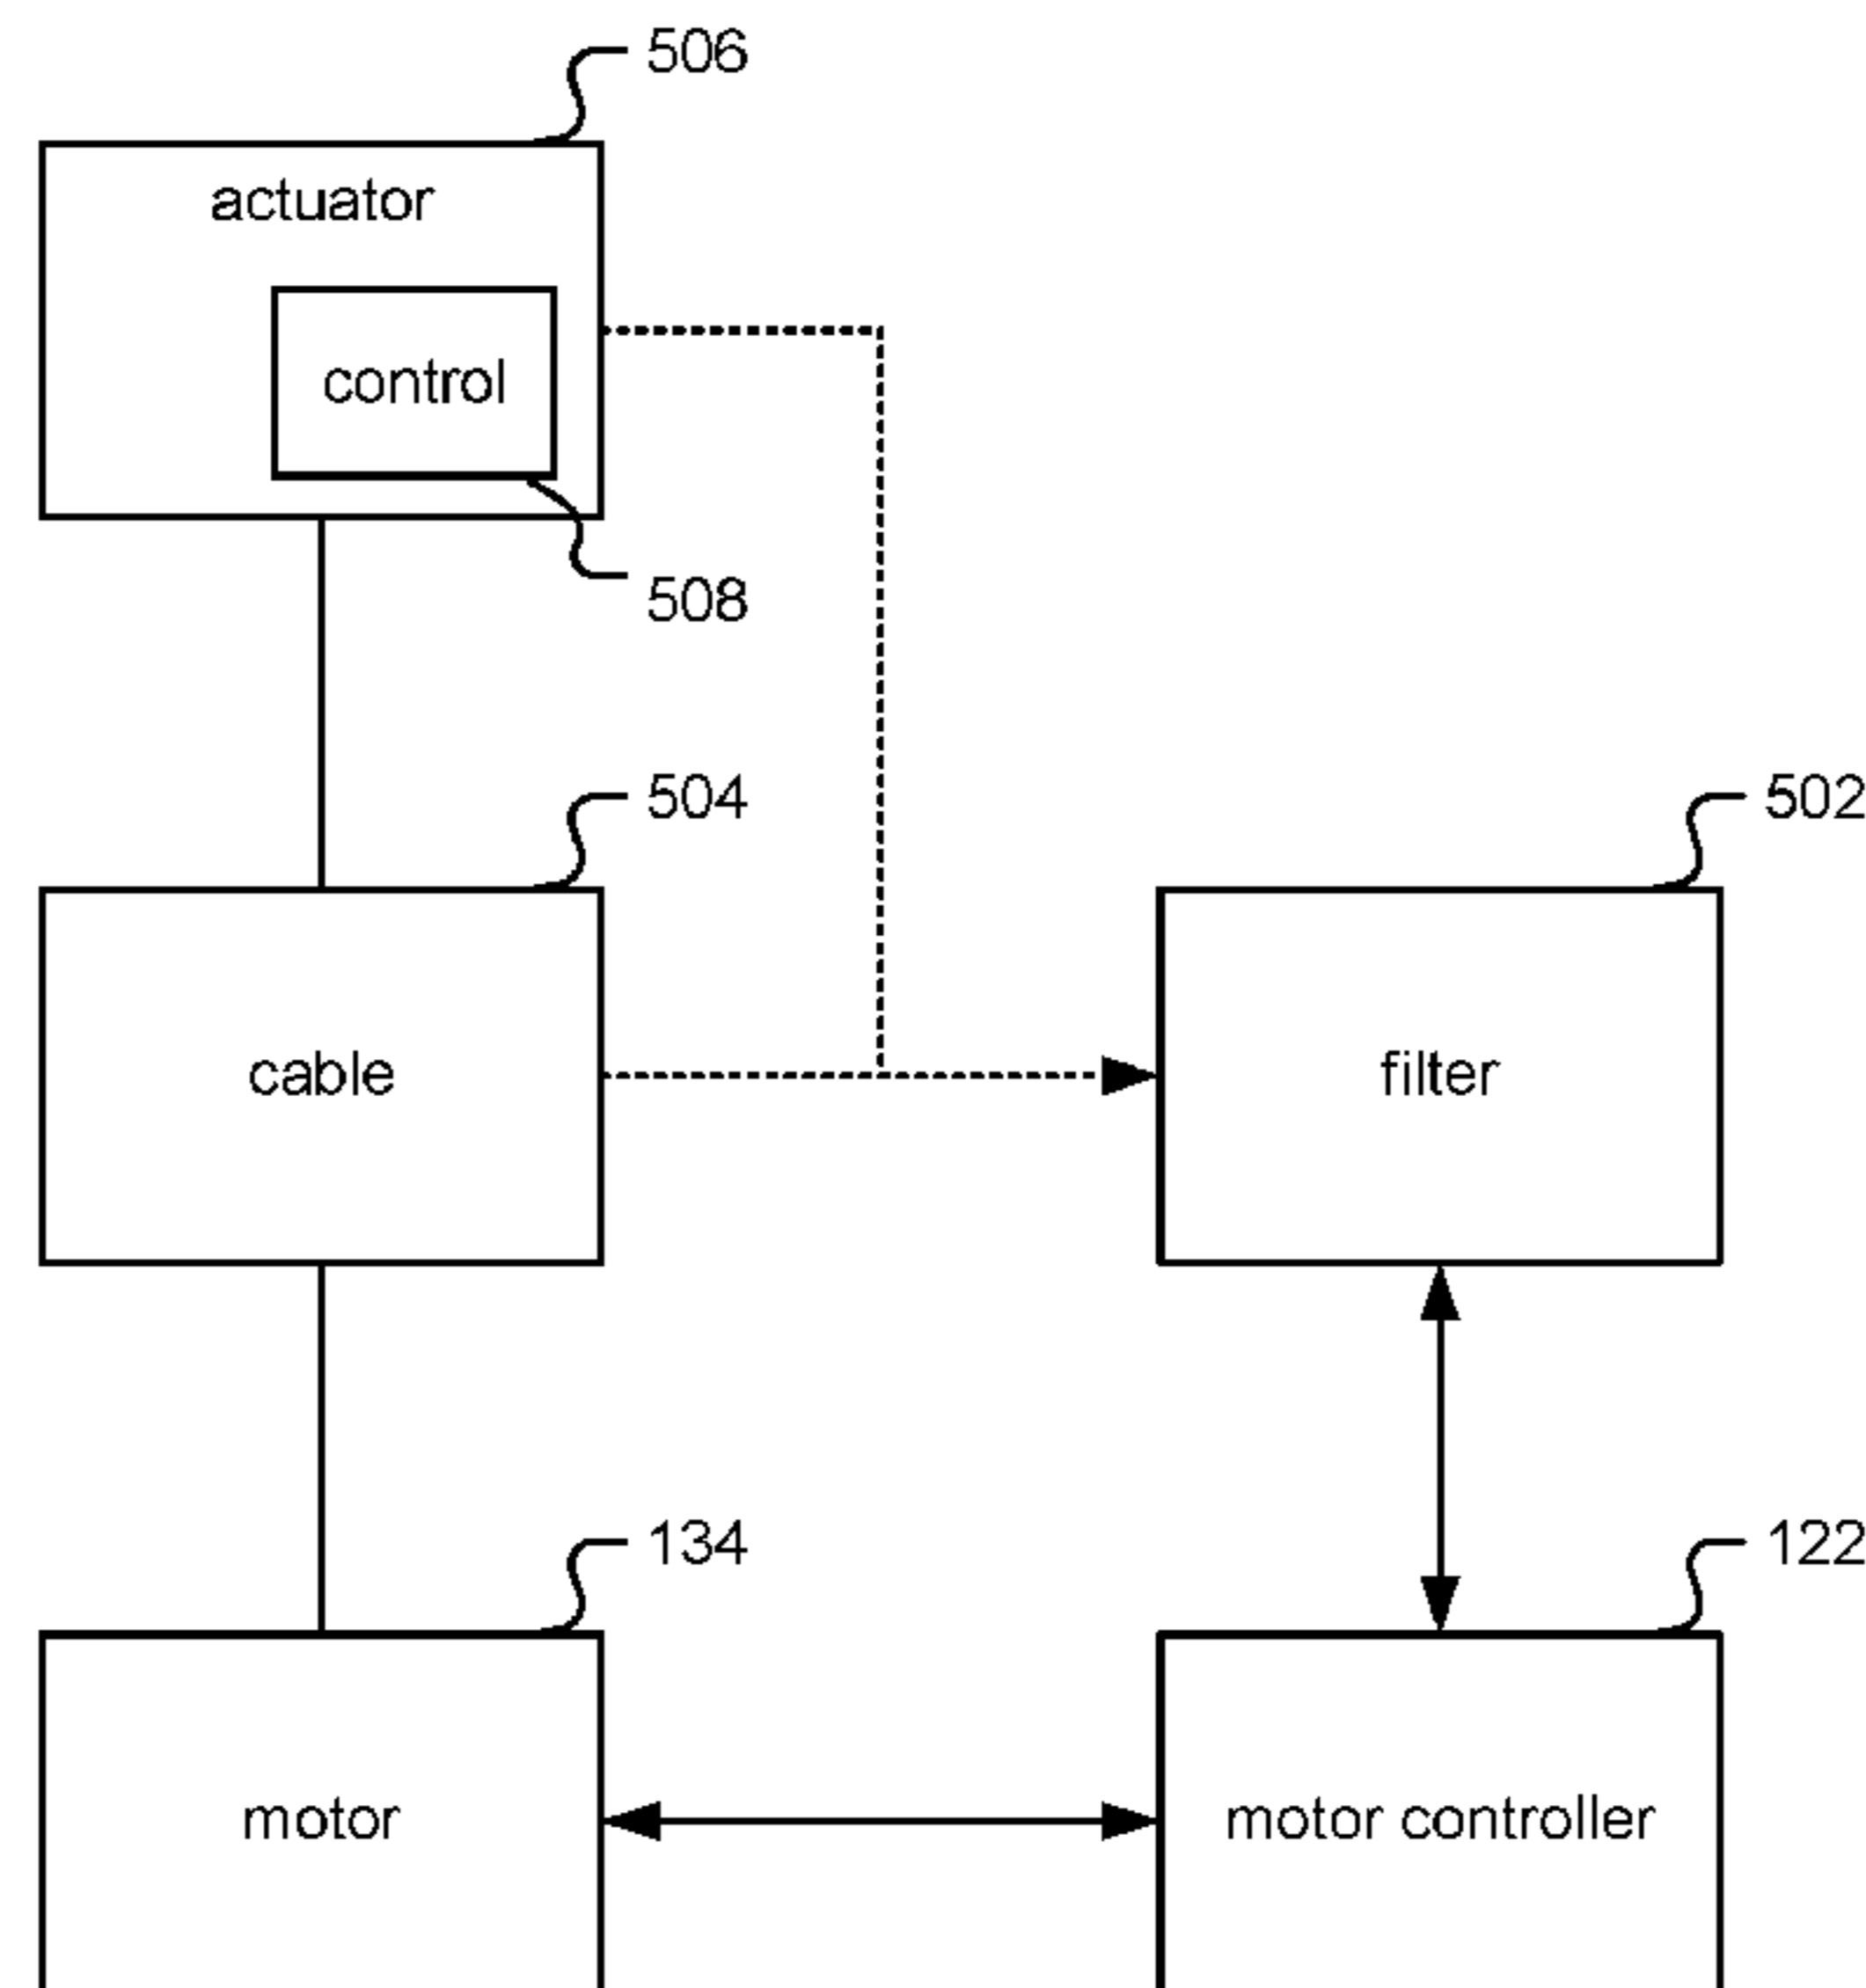 506
actuator
control
508
504
502
cable
filter
134
122
motor
motor controller